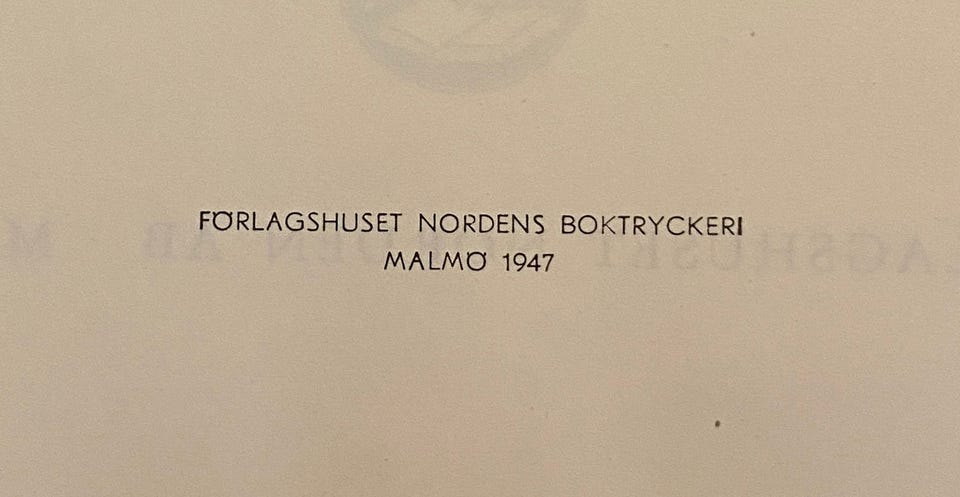 FÖRLAGSHUSET NORDENS BOKTRYCKERI
MALMÖ 1947